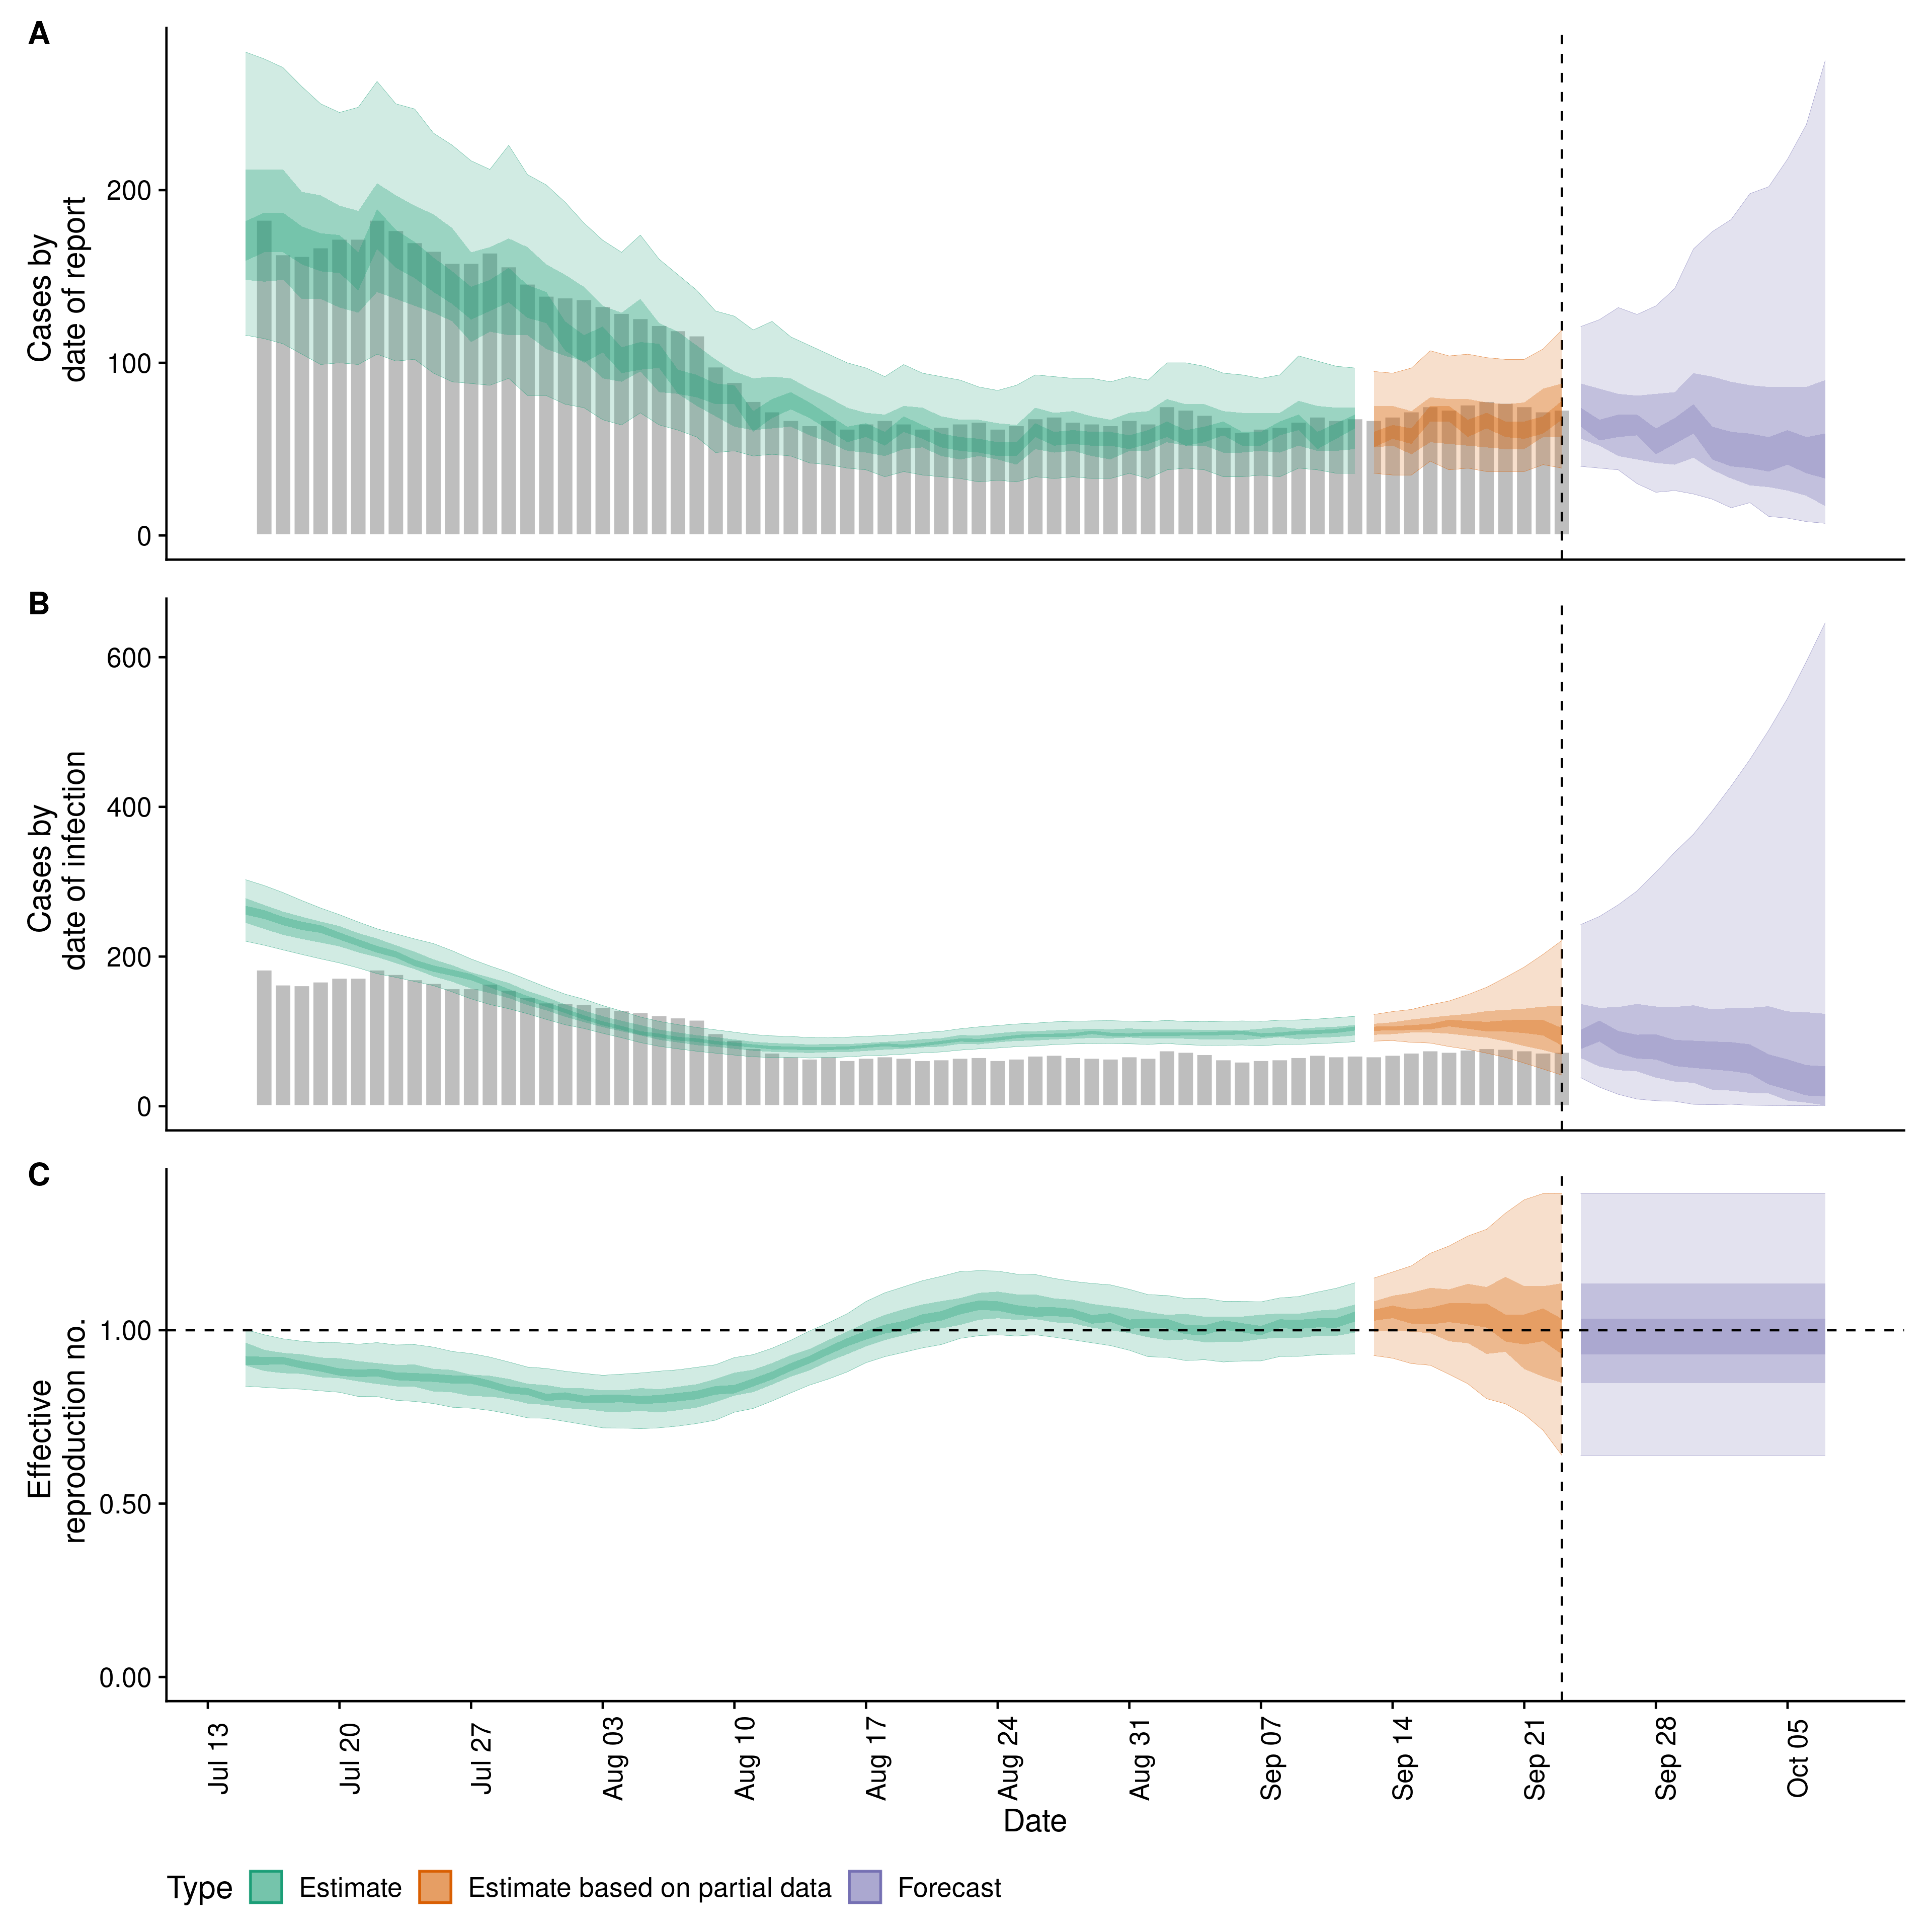 A
Cases by
date of report
200
100
0
B
Cases by
date of infection
600
400
200
0
C
Effective
reproduction no.
1.00
0.50
0.00
Jul 13
Jul 20
Jul 27
Aug 03
Aug 10
Aug 17
Aug 24
Aug 31
Sep 07
Sep 14
Sep 21
Sep 28
Oct 05
Date
Type Estimate Estimate based on partial data Forecast